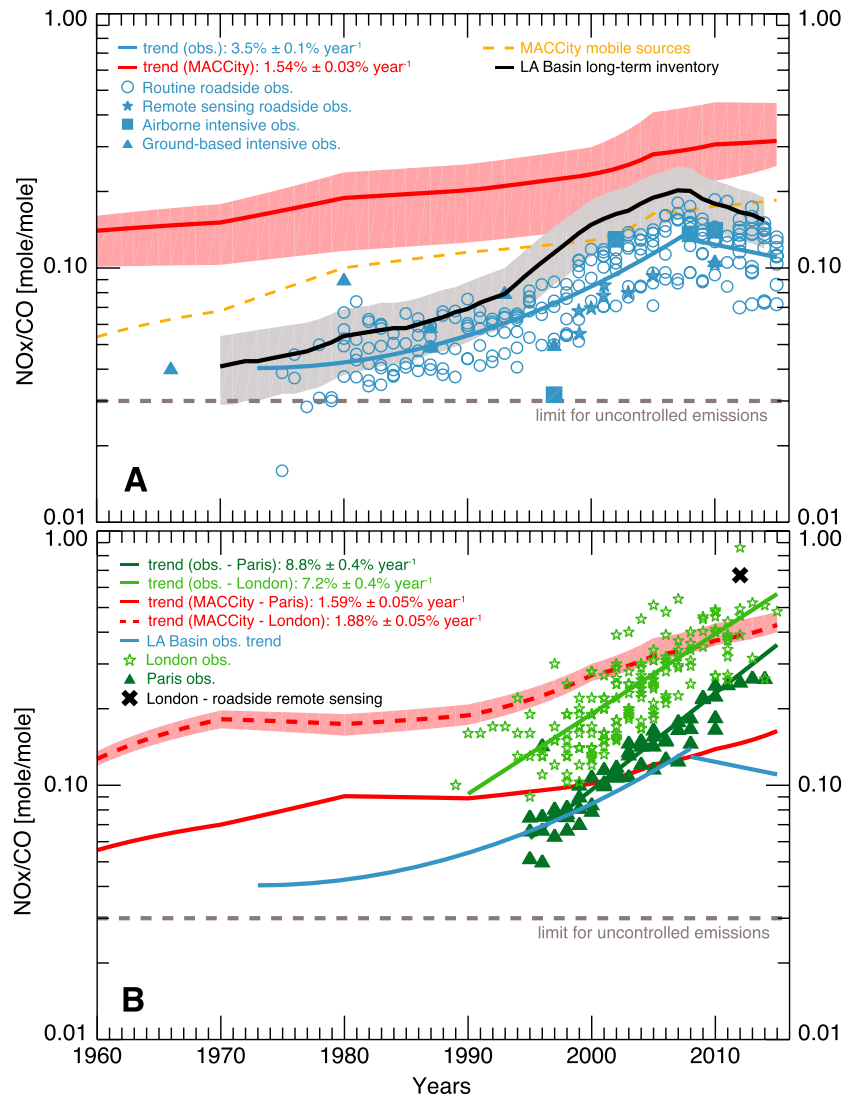 1.00
1.00
trend (obs.): 3.5% ± 0.1% year⁻¹
MACCity mobile sources
trend (MACCity): 1.54% ± 0.03% year⁻¹
LA Basin long-term inventory
Routine roadside obs.
Remote sensing roadside obs.
Airborne intensive obs.
Ground-based intensive obs.
NOx/CO [mole/mole]
0.10
0.10
limit for uncontrolled emissions
A
0.01
0.01
1.00
1.00
trend (obs. - Paris): 8.8% ± 0.4% year⁻¹
trend (obs. - London): 7.2% ± 0.4% year⁻¹
trend (MACCity - Paris): 1.59% ± 0.05% year⁻¹
trend (MACCity - London): 1.88% ± 0.05% year⁻¹
LA Basin obs. trend
London obs.
Paris obs.
London - roadside remote sensing
NOx/CO [mole/mole]
0.10
0.10
limit for uncontrolled emissions
B
0.01
0.01
1960 1970 1980 1990 2000 2010
Years